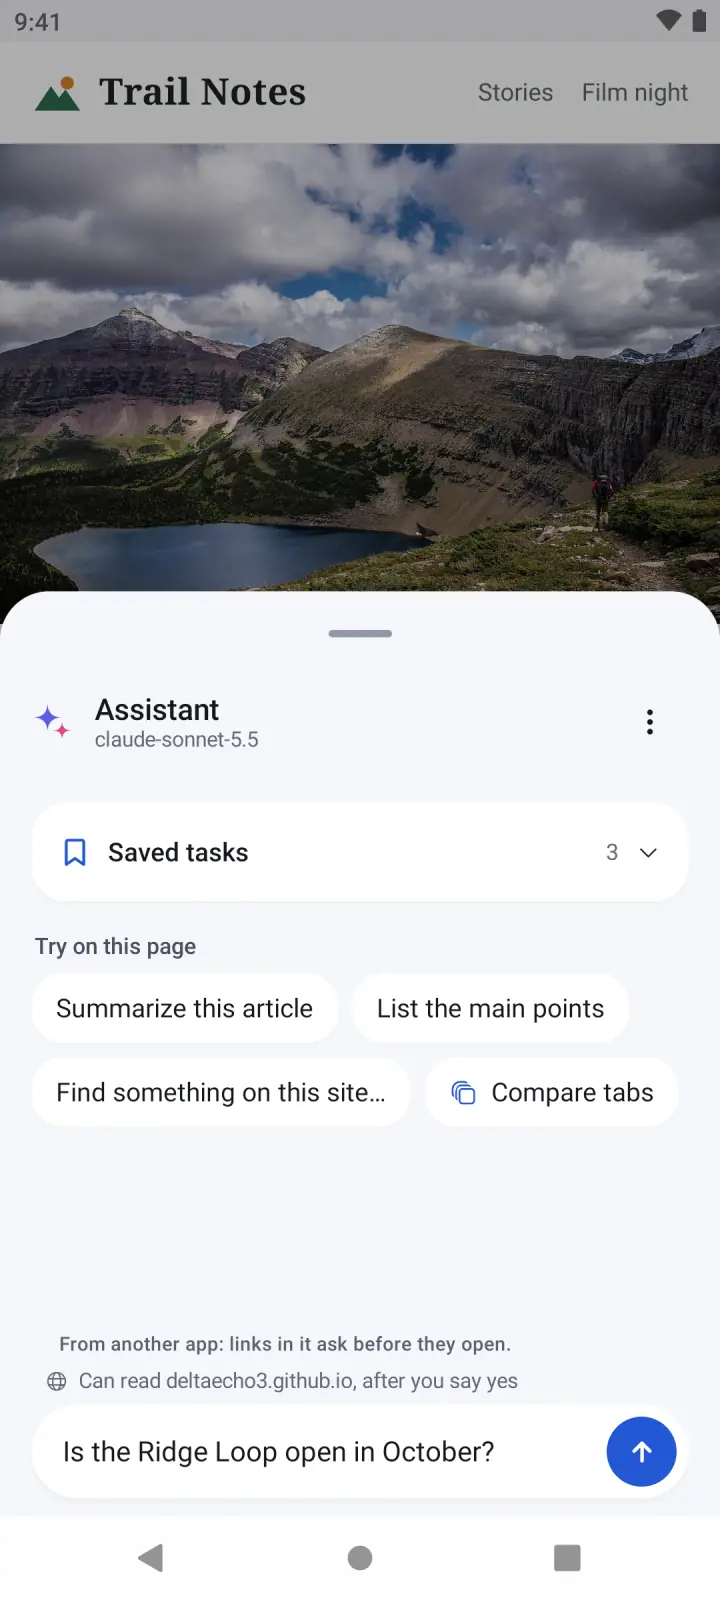 9:41
Trail Notes
Stories
Film night
Assistant
claude-sonnet-5.5
Saved tasks
3
Try on this page
Summarize this article
List the main points
Find something on this site…
Compare tabs
From another app: links in it ask before they open.
Can read deltaecho3.github.io, after you say yes
Is the Ridge Loop open in October?